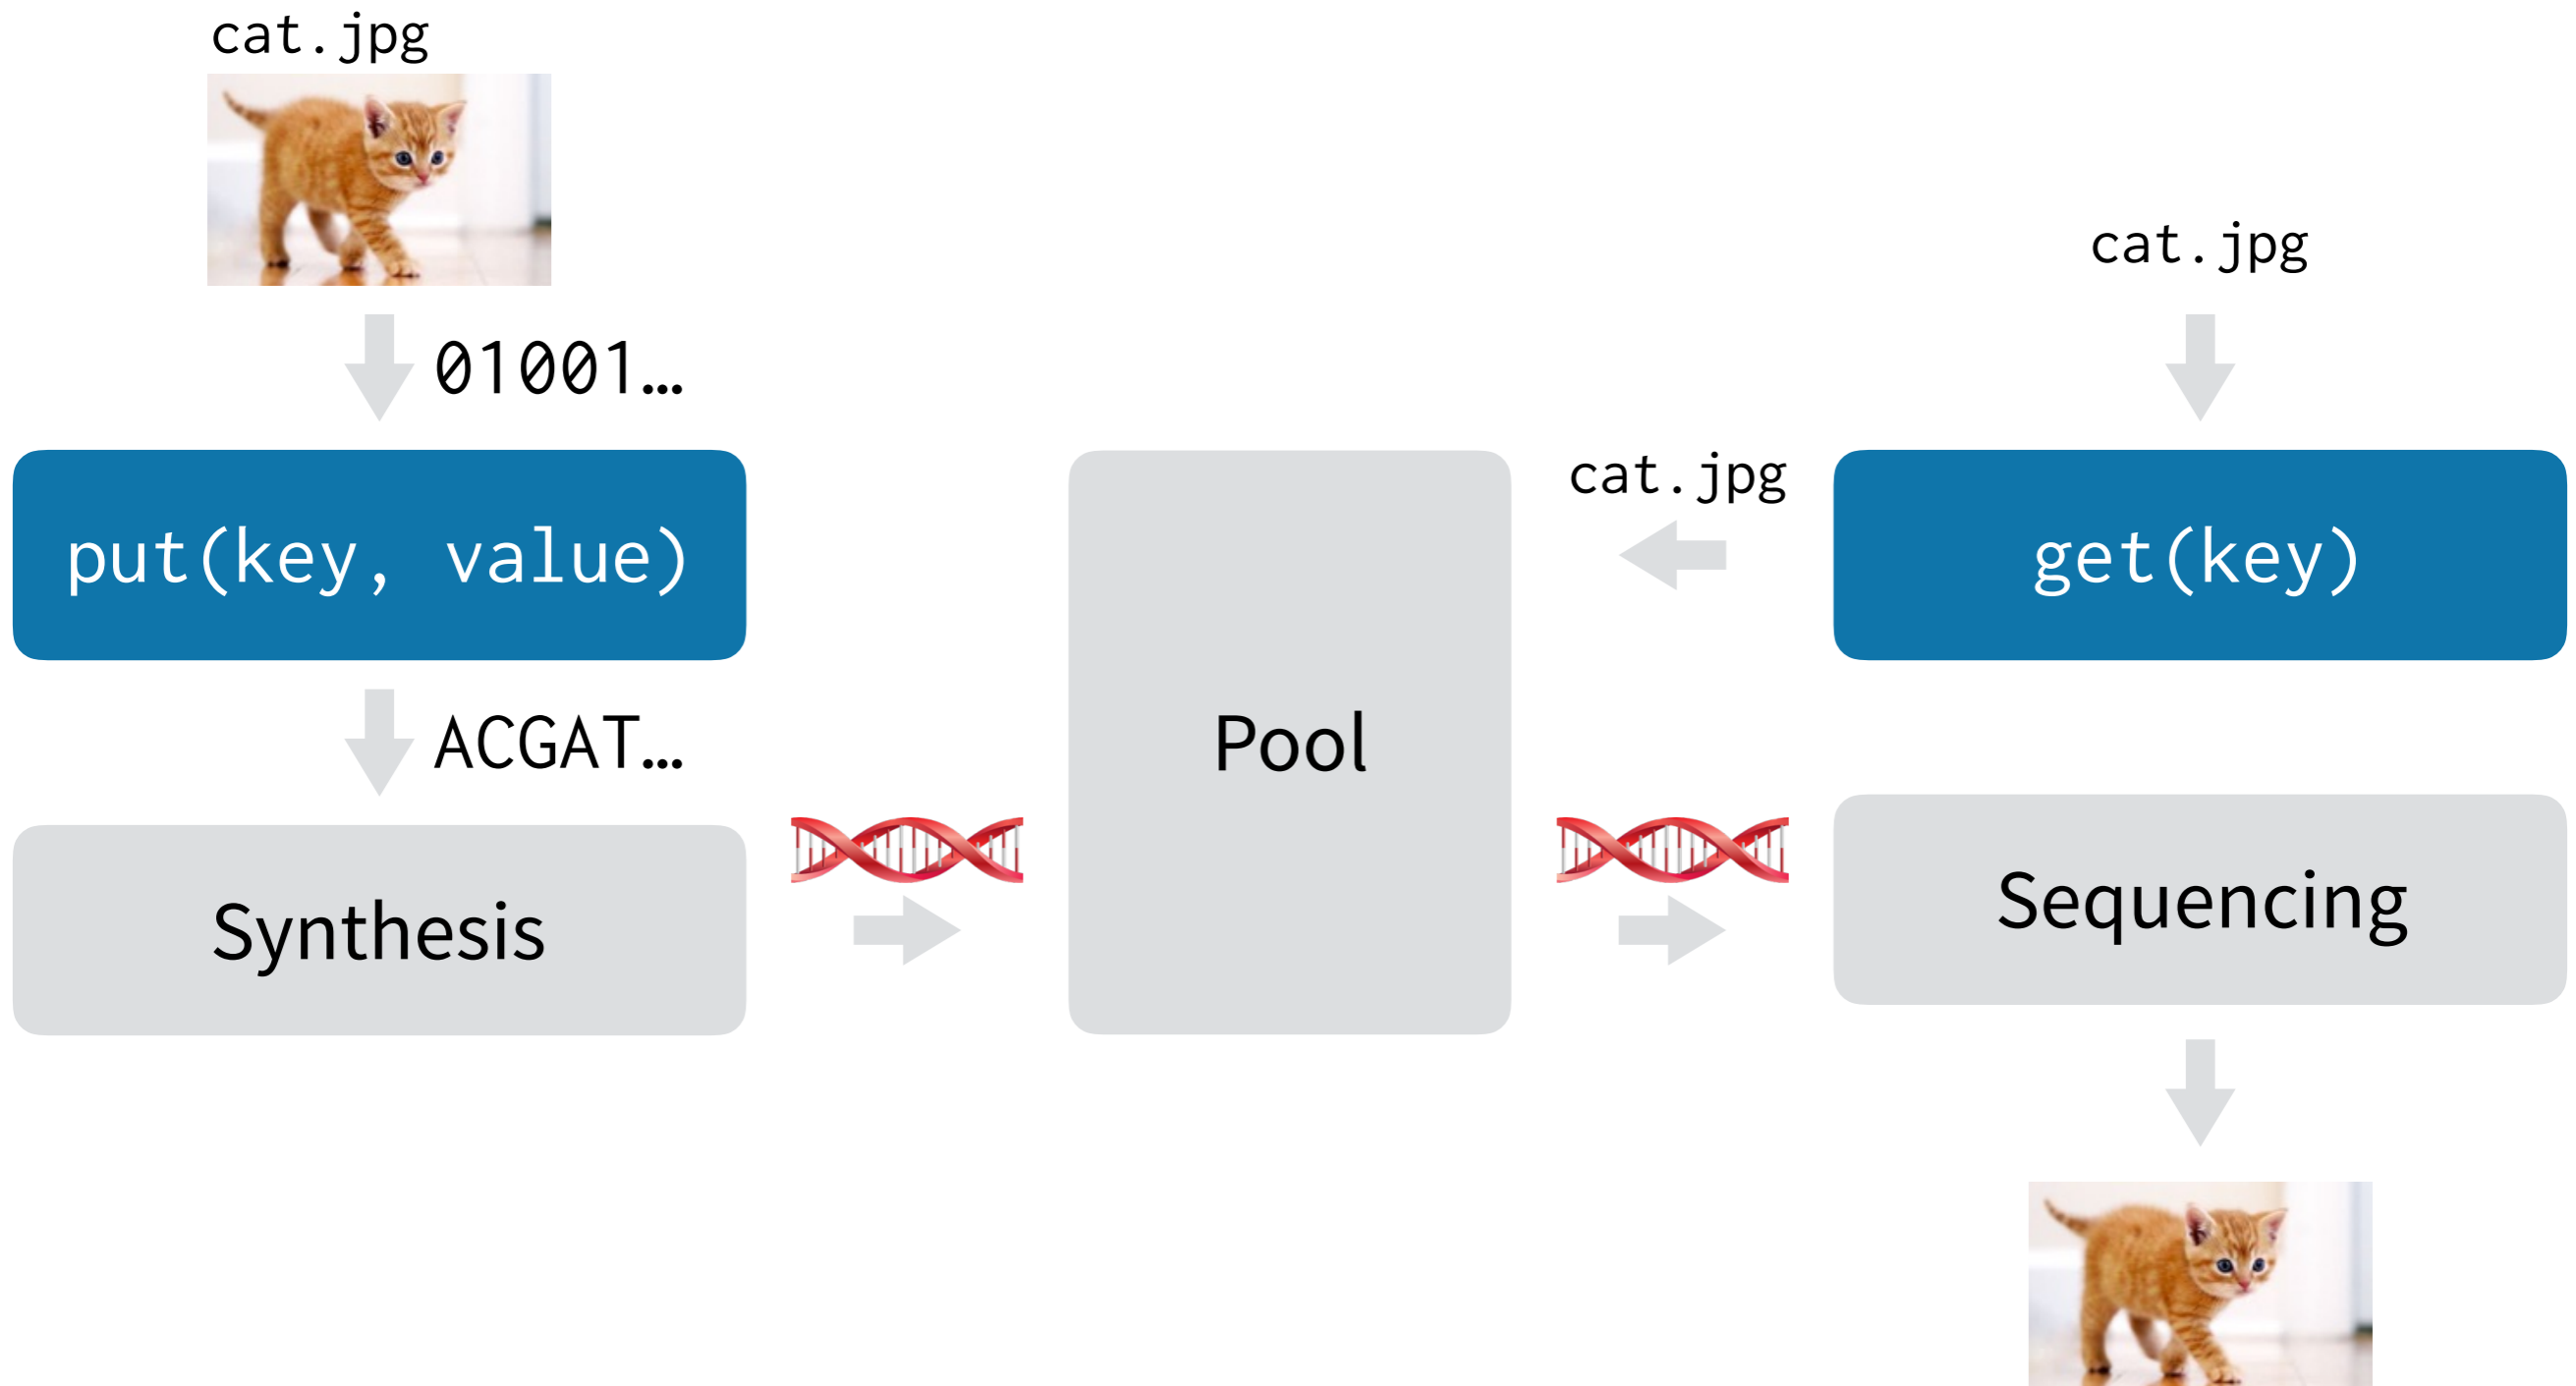 cat.jpg
01001…
put(key, value)
ACGAT…
Synthesis
Pool
cat.jpg
cat.jpg
get(key)
Sequencing